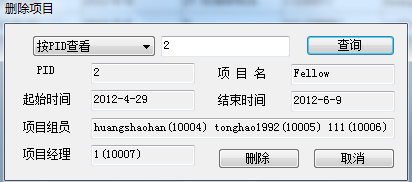 删除项目
按PID查看 2 查询
PID 2 项 目 名 Fellow
起始时间 2012-4-29 结束时间 2012-6-9
项目组员 huangshaohan(10004) tonghao1992(10005) 111(10006)
项目经理 1(10007) 删除 取消